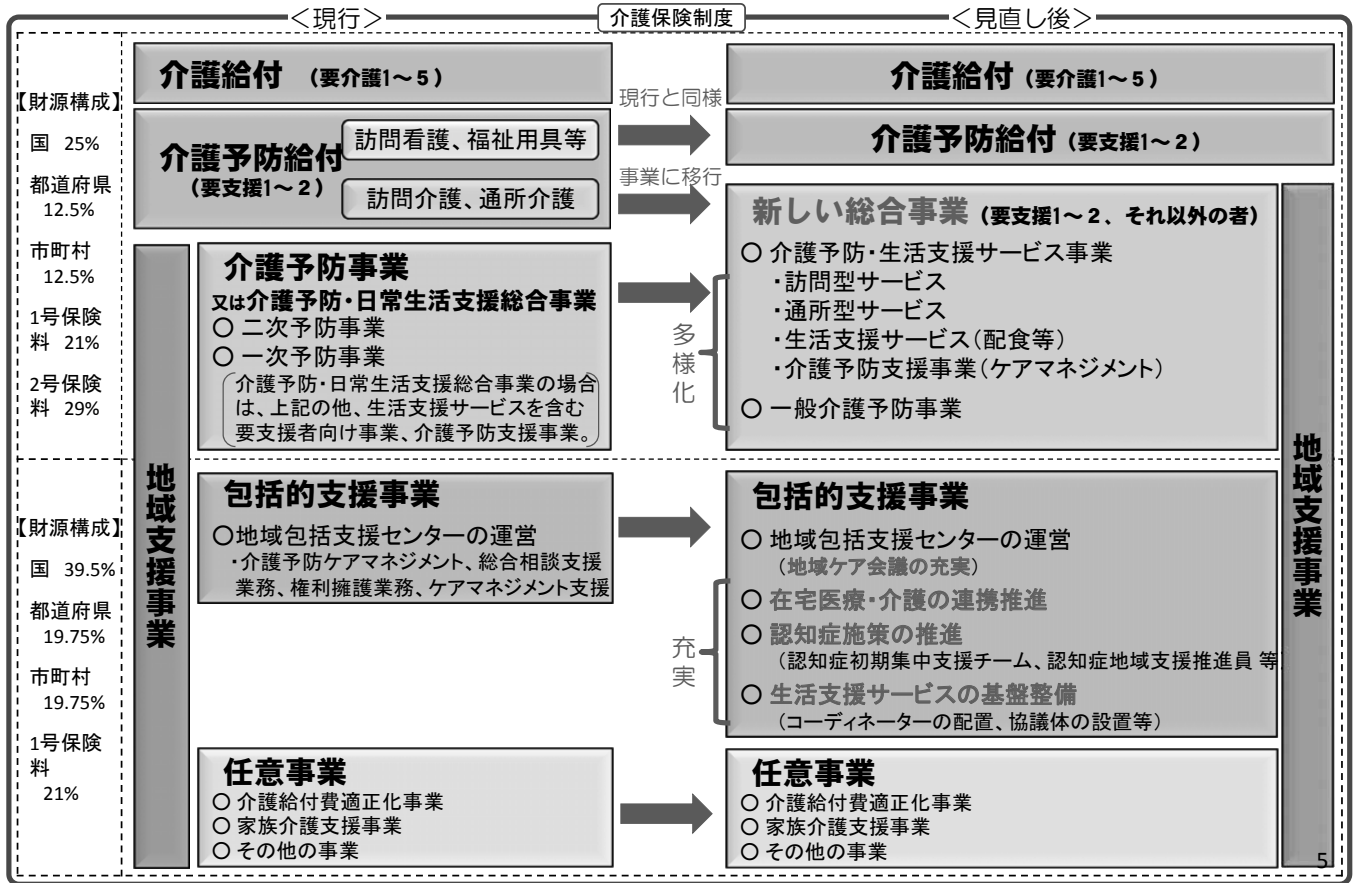 ＜現行＞
介護保険制度
＜見直し後＞
【財源構成】
国 25%
都道府県
12.5%
市町村
12.5%
1号保険
料 21%
2号保険
料 29%
介護給付 （要介護1～5）
介護予防給付
（要支援1～2）
訪問看護、福祉用具等
訪問介護、通所介護
現行と同様
事業に移行
介護給付（要介護1～5）
介護予防給付（要支援1～2）
介護予防事業
又は介護予防・日常生活支援総合事業
○ 二次予防事業
○ 一次予防事業
介護予防・日常生活支援総合事業の場合
は、上記の他、生活支援サービスを含む
要支援者向け事業、介護予防支援事業。
多
様
化
新しい総合事業（要支援1～2、それ以外の者）
○ 介護予防・生活支援サービス事業
・訪問型サービス
・通所型サービス
・生活支援サービス（配食等）
・介護予防支援事業（ケアマネジメント）
○ 一般介護予防事業
地域支援事業
【財源構成】
国 39.5%
都道府県
19.75%
市町村
19.75%
1号保険
料
21%
包括的支援事業
○地域包括支援センターの運営
・介護予防ケアマネジメント、総合相談支援
業務、権利擁護業務、ケアマネジメント支援
充
実
包括的支援事業
○ 地域包括支援センターの運営
（地域ケア会議の充実）
○ 在宅医療・介護の連携推進
○ 認知症施策の推進
（認知症初期集中支援チーム、認知症地域支援推進員 等）
○ 生活支援サービスの基盤整備
（コーディネーターの配置、協議体の設置等）
地域支援事業
任意事業
○ 介護給付費適正化事業
○ 家族介護支援事業
○ その他の事業
任意事業
○ 介護給付費適正化事業
○ 家族介護支援事業
○ その他の事業
5